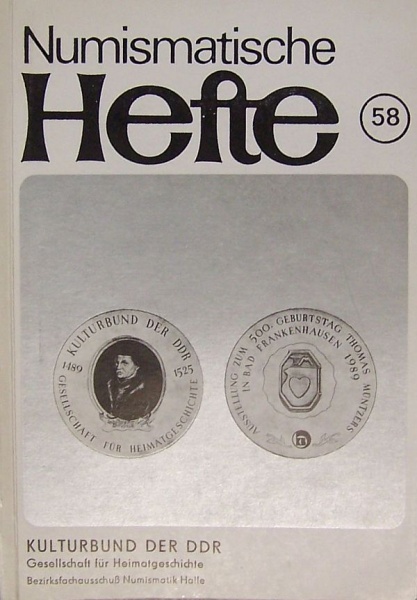 Numismatische
Hefte
58
KULTURBUND DER DDR
1489
1525
GESELLSCHAFT FÜR HEIMATGESCHICHTE
AUSSTELLUNG ZUM 500. GEBURTSTAG THOMAS MÜNTZERS
IN BAD FRANKENHAUSEN 1989
KULTURBUND DER DDR
Gesellschaft für Heimatgeschichte
Bezirksfachausschuß Numismatik Halle